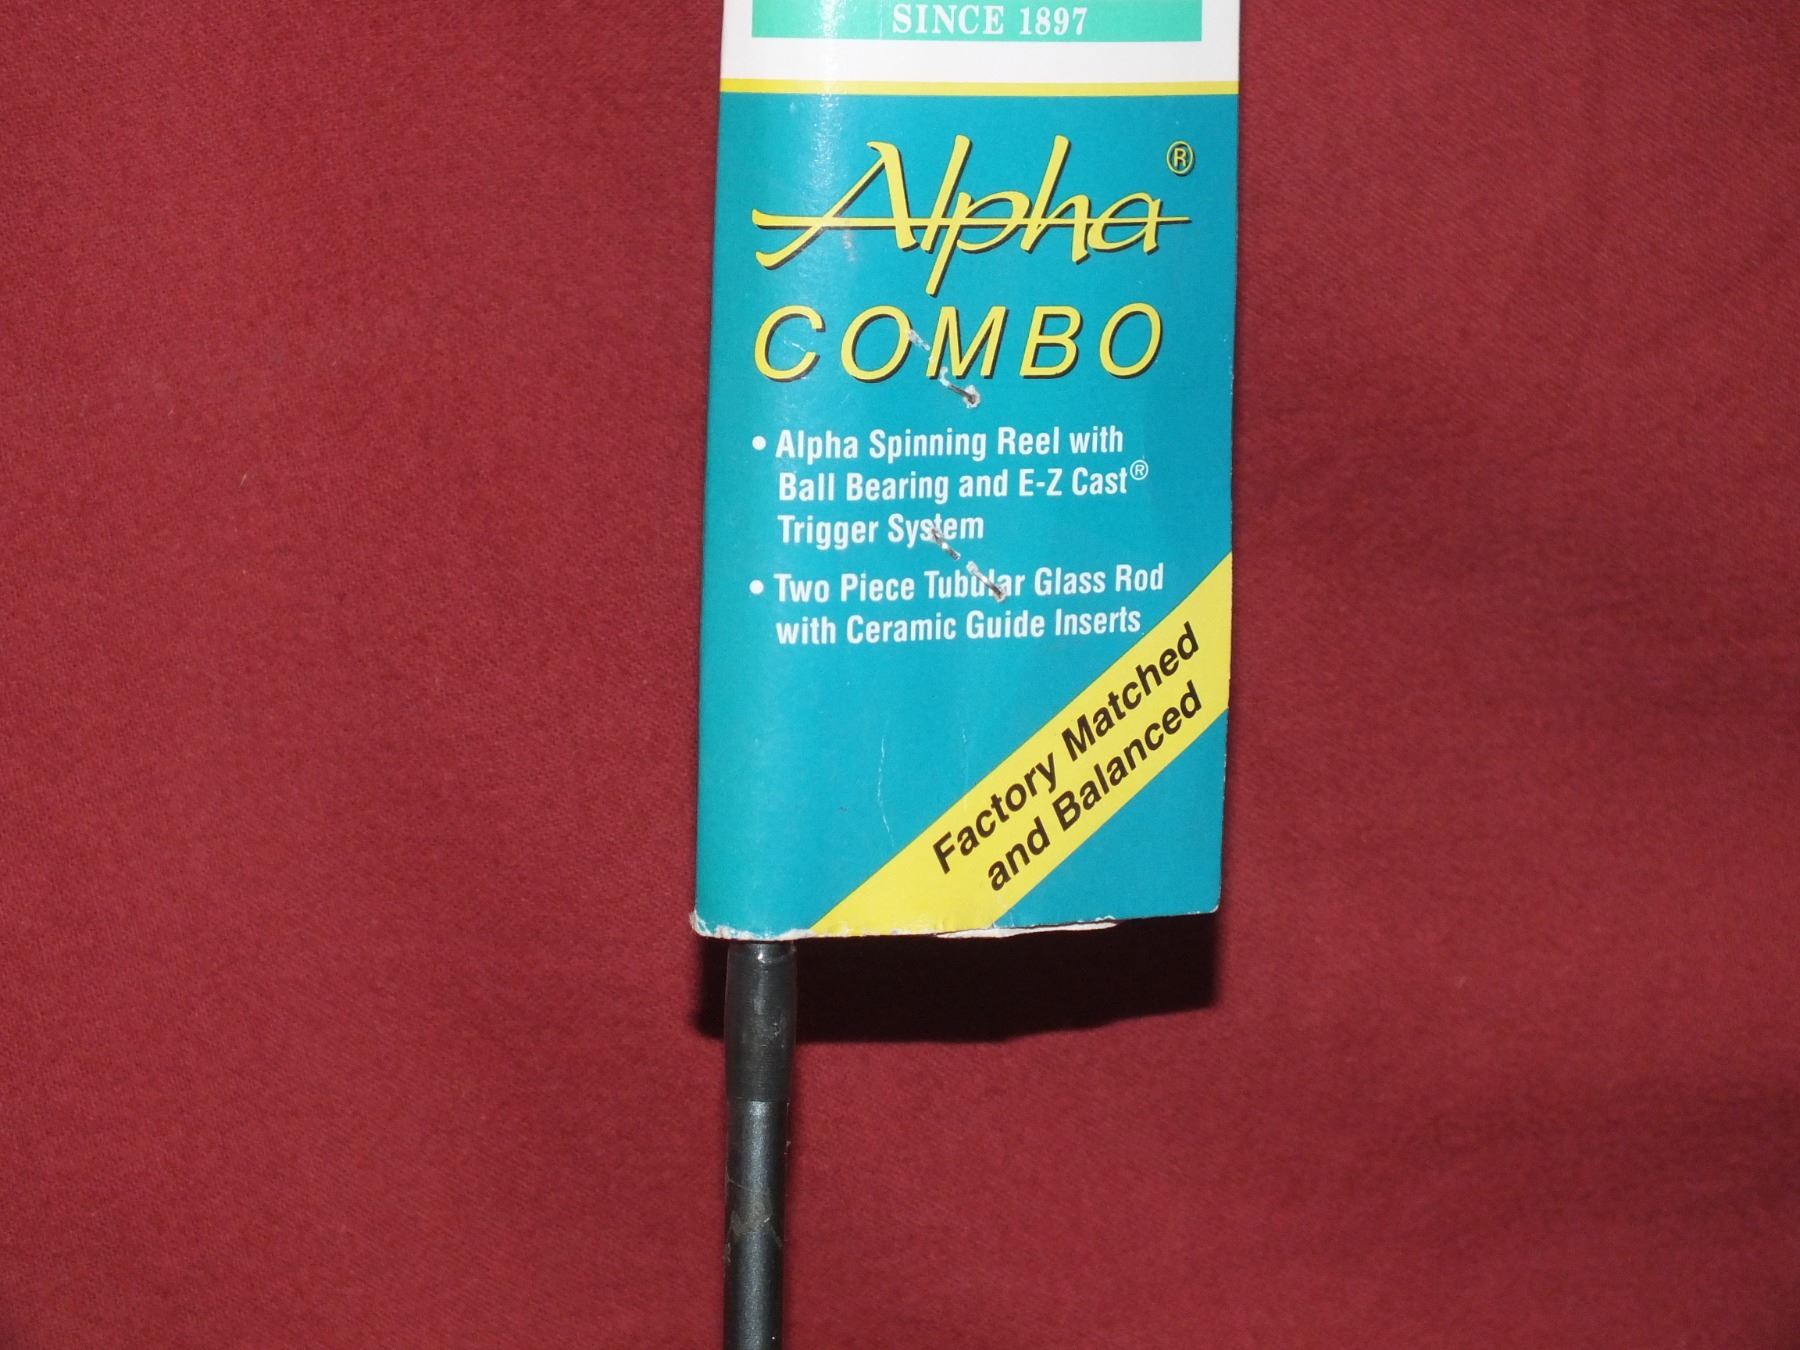 SINCE 1897
Alpha®
COMBO
• Alpha Spinning Reel with
Ball Bearing and E-Z Cast®
Trigger System
• Two Piece Tubular Glass Rod
with Ceramic Guide Inserts
Factory Matched
and Balanced